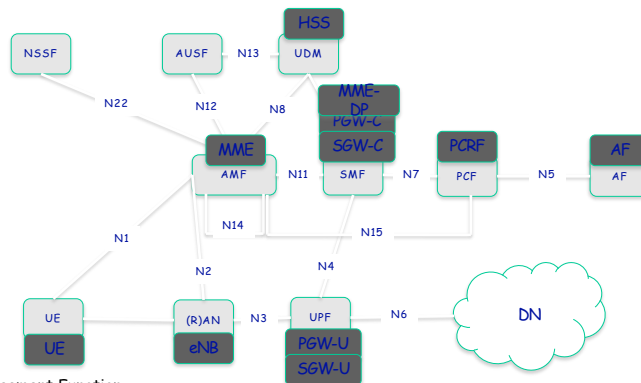 HSS
NSSF
AUSF
N13
UDM
N22
N12
N8
MME-
DP
PGW-C
MME
SGW-C
PCRF
AF
AMF
N11
SMF
N7
PCF
N5
AF
N14
N15
N1
N2
N4
UE
(R)AN
N3
UPF
N6
DN
UE
eNB
PGW-U
SGW-U